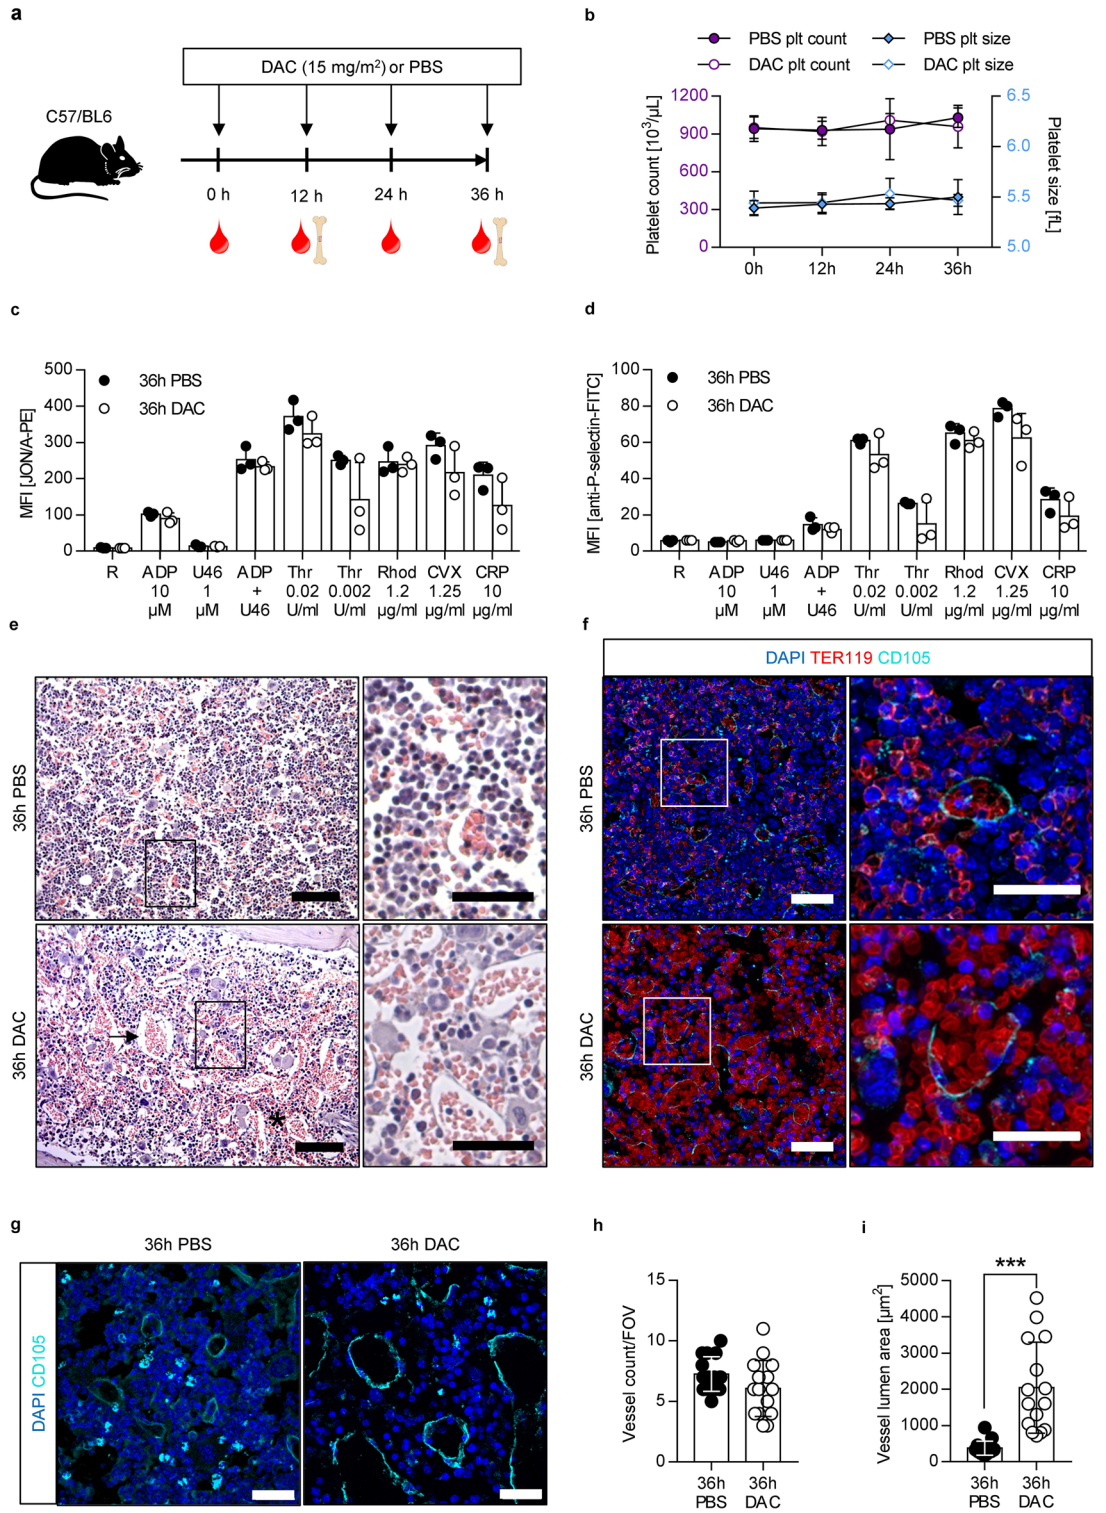 a
DAC (15 mg/m²) or PBS
C57/BL6
0 h
12 h
24 h
36 h
b
PBS plt count
PBS plt size
DAC plt count
DAC plt size
Platelet count [10³/µL]
1200
900
600
300
0
6.5
6.0
5.5
5.0
Platelet size [fL]
0h
12h
24h
36h
c
MFI [JON/A-PE]
500
400
300
200
100
0
36h PBS
36h DAC
R
ADP
10
µM
U46
1
µM
ADP
+
U46
Thr
0.02
U/ml
Thr
0.002
U/ml
Rhod
1.2
µg/ml
CVX
1.25
µg/ml
CRP
10
µg/ml
d
MFI [anti-P-selectin-FITC]
100
80
60
40
20
0
36h PBS
36h DAC
R
ADP
10
µM
U46
1
µM
ADP
+
U46
Thr
0.02
U/ml
Thr
0.002
U/ml
Rhod
1.2
µg/ml
CVX
1.25
µg/ml
CRP
10
µg/ml
e
36h PBS
36h DAC
*
f
DAPI TER119 CD105
36h PBS
36h DAC
g
36h PBS
36h DAC
DAPI CD105
h
Vessel count/FOV
15
10
5
0
36h
PBS
36h
DAC
i
Vessel lumen area [µm²]
5000
4000
3000
2000
1000
0
***
36h
PBS
36h
DAC